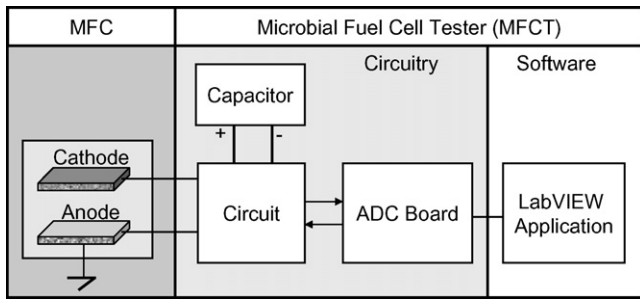 MFC
Microbial Fuel Cell Tester (MFCT)
Circuitry
Software
Capacitor
+ -
Cathode
Anode
Circuit
ADC Board
LabVIEW
Application